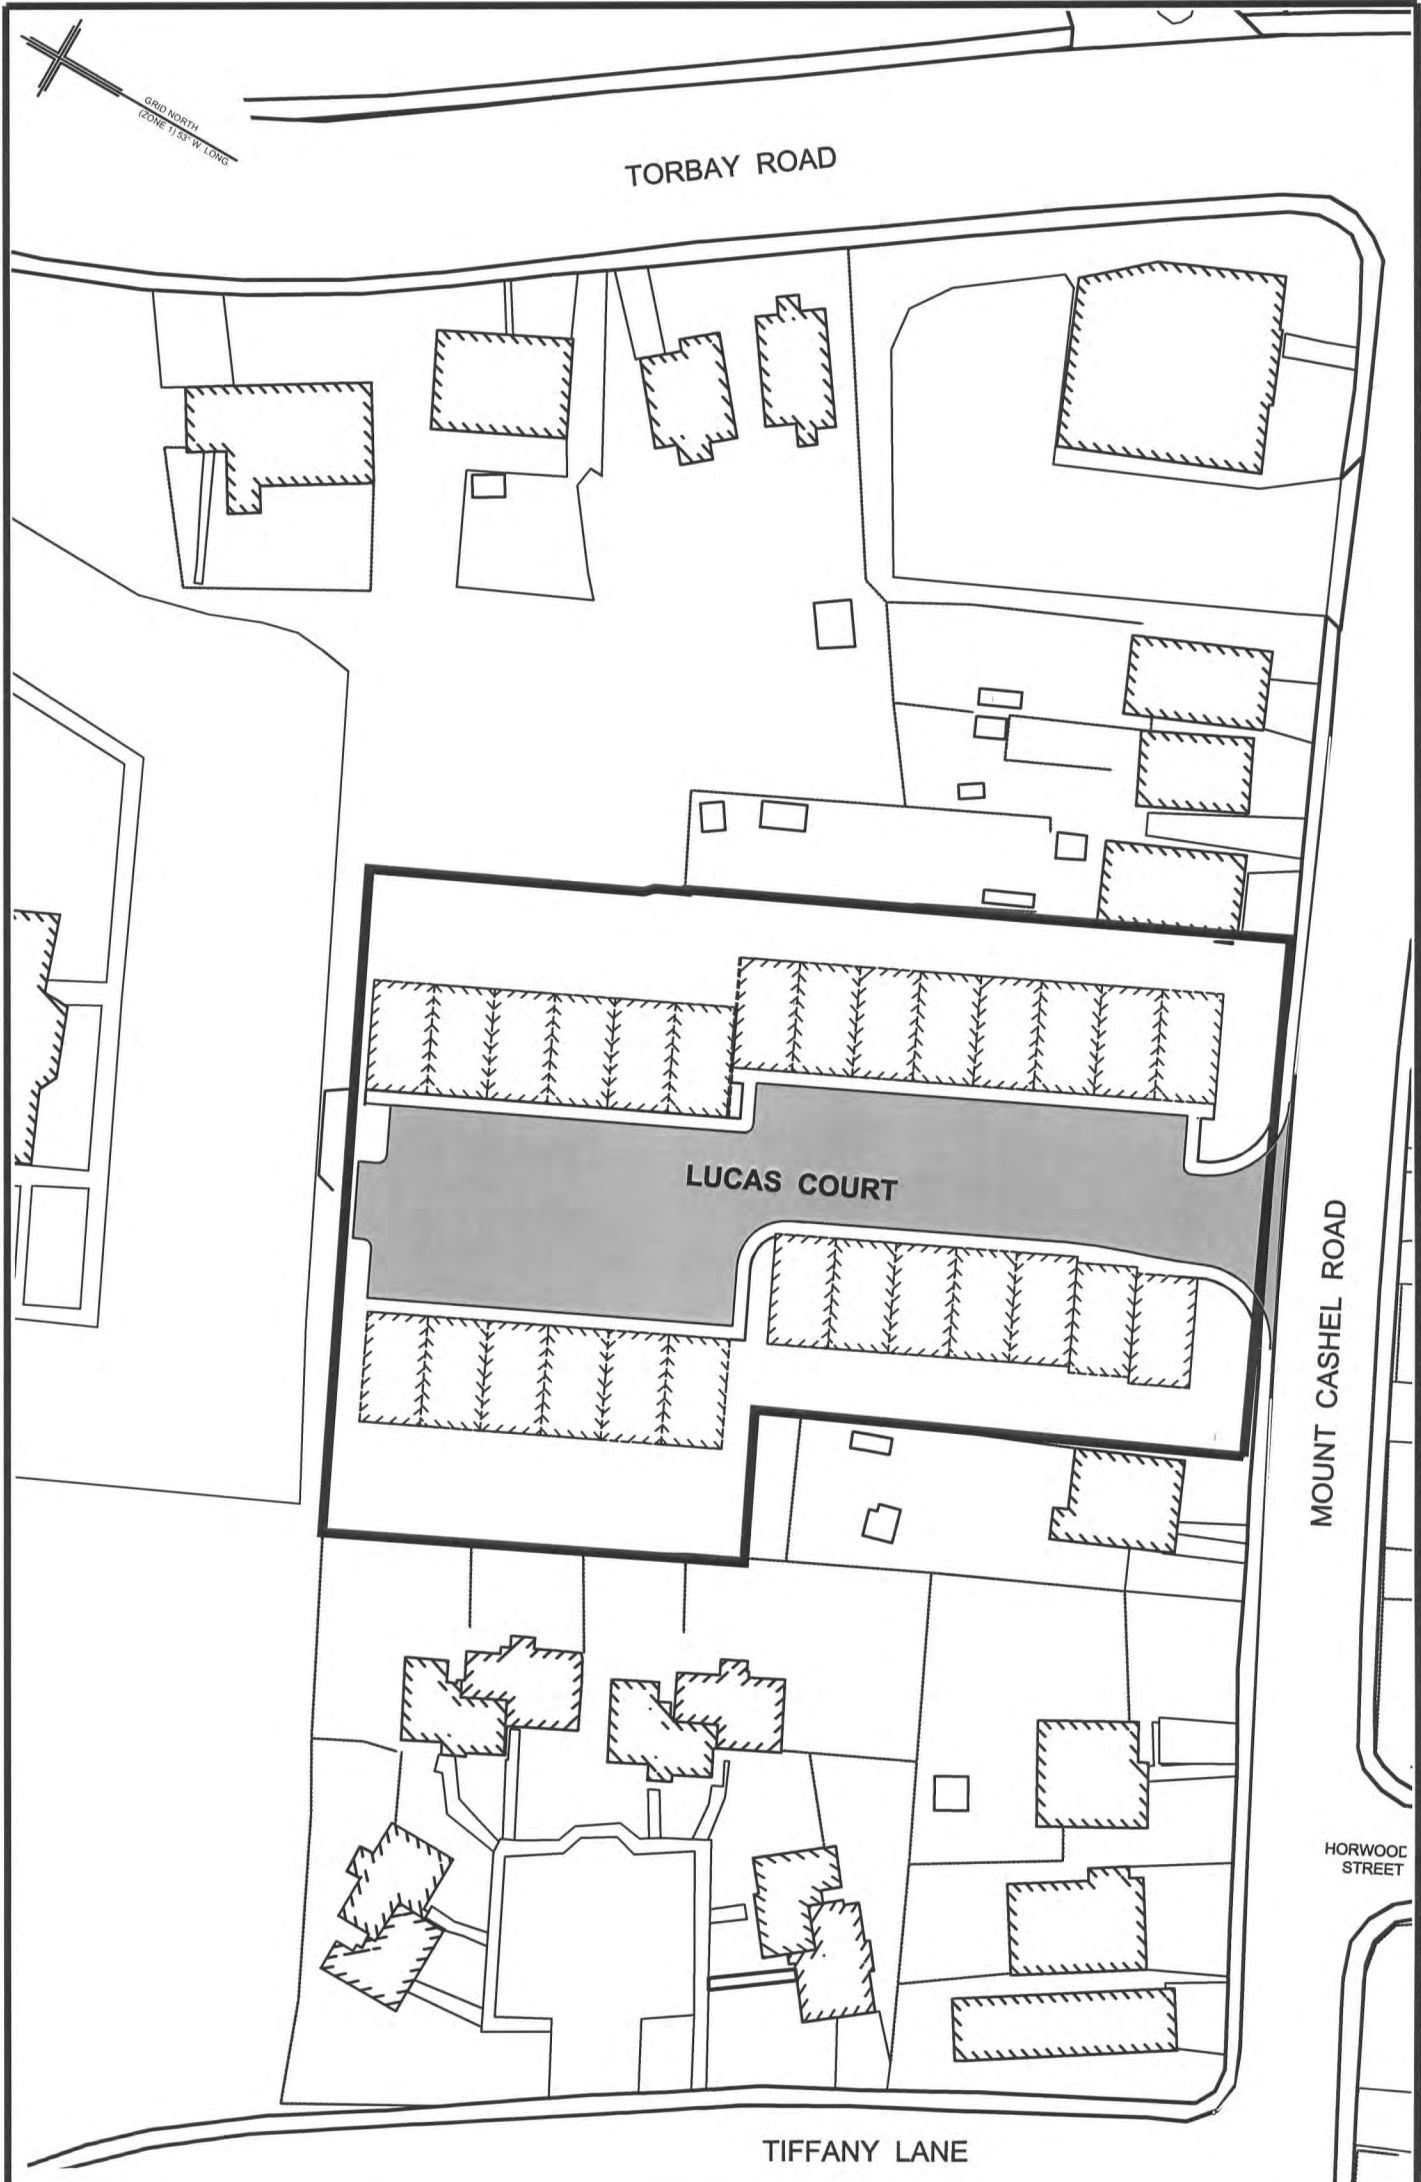 GRID NORTH
(ZONE 1) 53° W. LONG.
TORBAY ROAD
LUCAS COURT
MOUNT CASHEL ROAD
HORWOOD
STREET
TIFFANY LANE